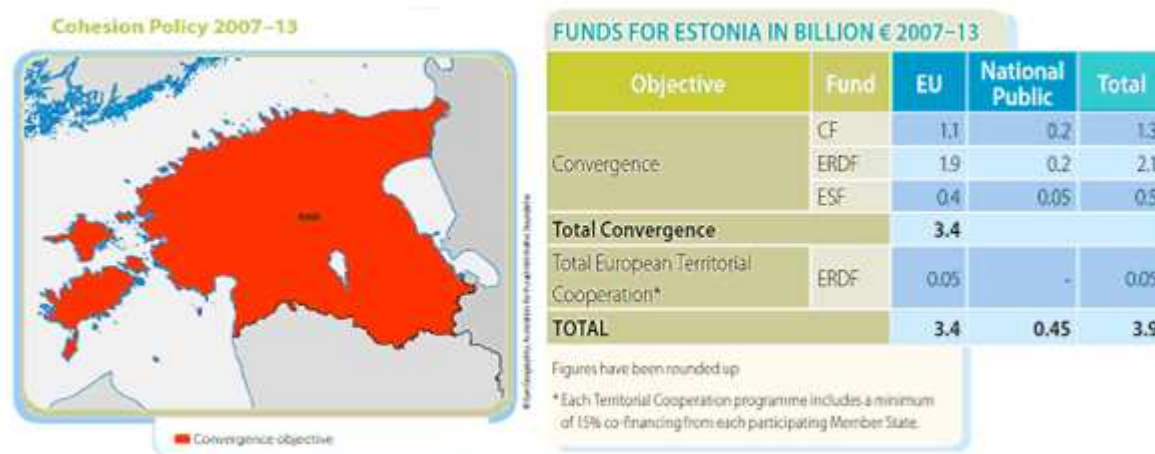 Cohesion Policy 2007–13
Convergence objective
FUNDS FOR ESTONIA IN BILLION € 2007–13
Objective Fund EU National Public Total
Convergence
CF 1.1 0.2 1.3
ERDF 1.9 0.2 2.1
ESF 0.4 0.05 0.5
Total Convergence 3.4
Total European Territorial
Cooperation* ERDF 0.05 - 0.05
TOTAL 3.4 0.45 3.9
Figures have been rounded up
* Each Territorial Cooperation programme includes a minimum
of 15% co-financing from each participating Member State.